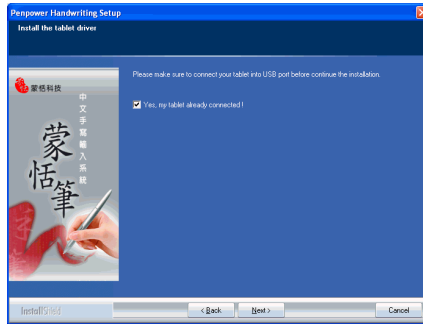 Penpower Handwriting Setup
Install the tablet driver
Please make sure to connect your tablet into USB port before continue the installation.
Yes, my tablet already connected !
蒙恬科技
中文手寫輸入系統
蒙恬筆
InstallShield
< Back
Next >
Cancel